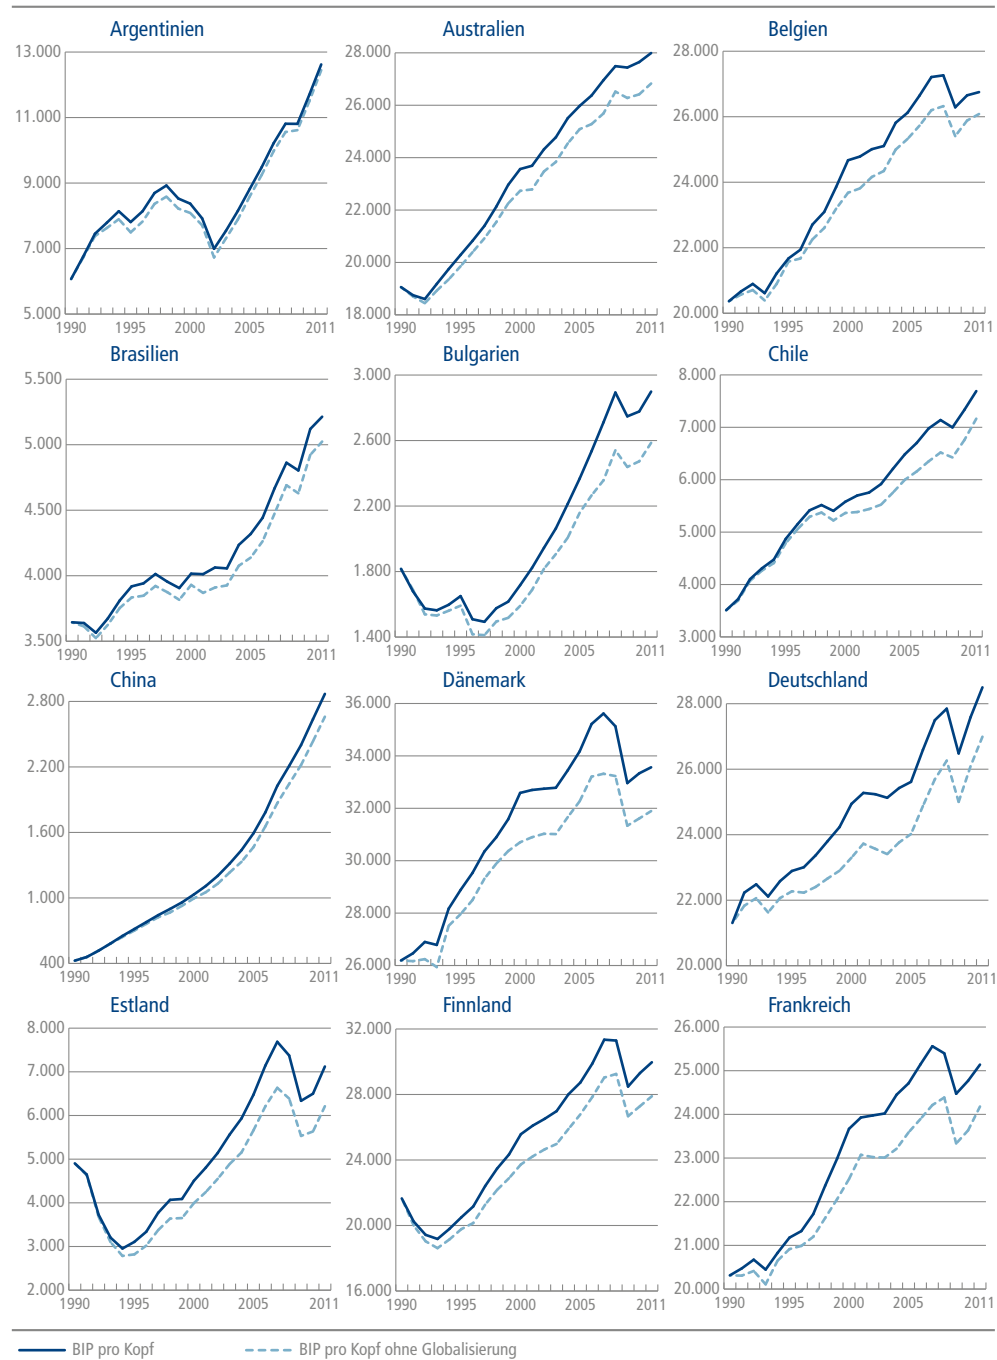 Argentinien
13.000
11.000
9.000
7.000
5.000
1990 1995 2000 2005 2011
Australien
28.000
26.000
24.000
22.000
20.000
18.000
1990 1995 2000 2005 2011
Belgien
28.000
26.000
24.000
22.000
20.000
1990 1995 2000 2005 2011
Brasilien
5.500
5.000
4.500
4.000
3.500
1990 1995 2000 2005 2011
Bulgarien
3.000
2.600
2.200
1.800
1.400
1990 1995 2000 2005 2011
Chile
8.000
7.000
6.000
5.000
4.000
3.000
1990 1995 2000 2005 2011
China
2.800
2.200
1.600
1.000
400
1990 1995 2000 2005 2011
Dänemark
36.000
34.000
32.000
30.000
28.000
26.000
1990 1995 2000 2005 2011
Deutschland
28.000
26.000
24.000
22.000
20.000
1990 1995 2000 2005 2011
Estland
8.000
7.000
6.000
5.000
4.000
3.000
2.000
1990 1995 2000 2005 2011
Finnland
32.000
28.000
24.000
20.000
16.000
1990 1995 2000 2005 2011
Frankreich
26.000
25.000
24.000
23.000
22.000
21.000
20.000
1990 1995 2000 2005 2011
BIP pro Kopf
BIP pro Kopf ohne Globalisierung